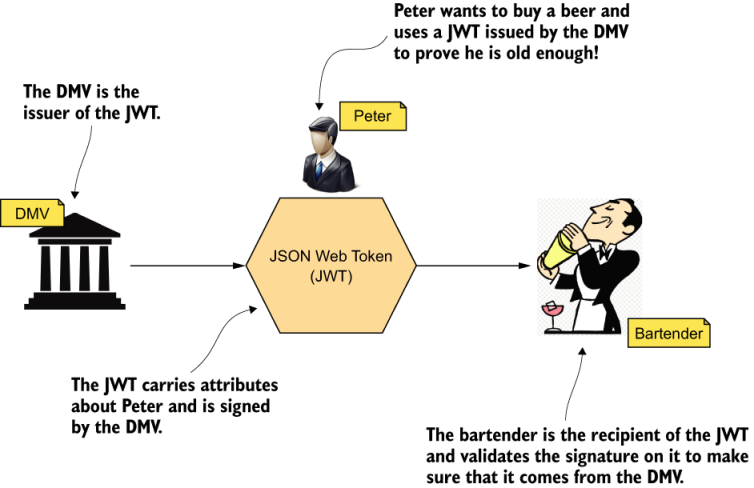 Peter wants to buy a beer and
uses a JWT issued by the DMV
to prove he is old enough!
The DMV is the
issuer of the JWT.
Peter
DMV
JSON Web Token
(JWT)
Bartender
The JWT carries attributes
about Peter and is signed
by the DMV.
The bartender is the recipient of the JWT
and validates the signature on it to make
sure that it comes from the DMV.